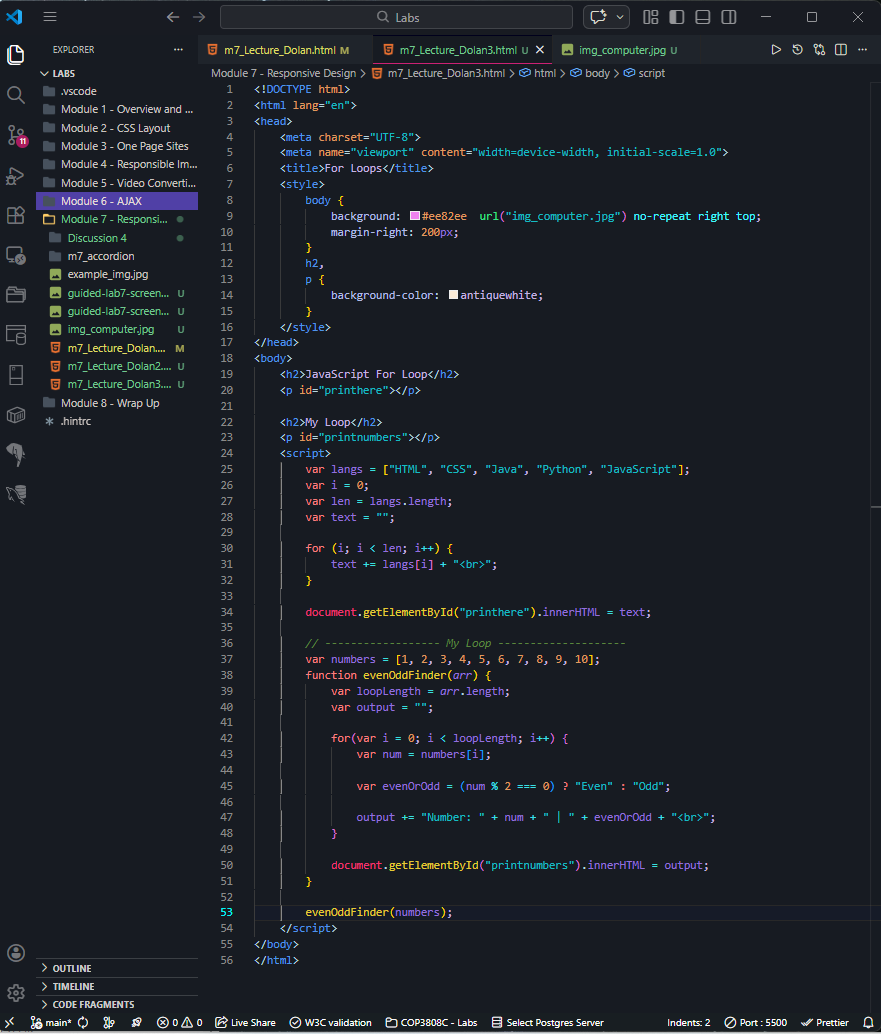 Labs
EXPLORER
LABS
.vscode
Module 1 - Overview and ...
Module 2 - CSS Layout
Module 3 - One Page Sites
Module 4 - Responsible Im...
Module 5 - Video Converti...
Module 6 - AJAX
Module 7 - Responsi...
Discussion 4
m7_accordion
example_img.jpg
guided-lab7-screen... U
guided-lab7-screen... U
img_computer.jpg U
m7_Lecture_Dolan.... M
m7_Lecture_Dolan2.... U
m7_Lecture_Dolan3.... U
Module 8 - Wrap Up
.hintrc
OUTLINE
TIMELINE
CODE FRAGMENTS
11
m7_Lecture_Dolan.html M
m7_Lecture_Dolan3.html U
img_computer.jpg U
Module 7 - Responsive Design > m7_Lecture_Dolan3.html > html > body > script
1 <!DOCTYPE html>
2 <html lang="en">
3 <head>
4 <meta charset="UTF-8">
5 <meta name="viewport" content="width=device-width, initial-scale=1.0">
6 <title>For Loops</title>
7 <style>
8 body {
9 background: #ee82ee url("img_computer.jpg") no-repeat right top;
10 margin-right: 200px;
11 }
12 h2,
13 p {
14 background-color: antiquewhite;
15 }
16 </style>
17 </head>
18 <body>
19 <h2>JavaScript For Loop</h2>
20 <p id="printhere"></p>
21
22 <h2>My Loop</h2>
23 <p id="printnumbers"></p>
24 <script>
25 var langs = ["HTML", "CSS", "Java", "Python", "JavaScript"];
26 var i = 0;
27 var len = langs.length;
28 var text = "";
29
30 for (i; i < len; i++) {
31 text += langs[i] + "<br>";
32 }
33
34 document.getElementById("printhere").innerHTML = text;
35
36 // ------------------ My Loop --------------------
37 var numbers = [1, 2, 3, 4, 5, 6, 7, 8, 9, 10];
38 function evenOddFinder(arr) {
39 var loopLength = arr.length;
40 var output = "";
41
42 for(var i = 0; i < loopLength; i++) {
43 var num = numbers[i];
44
45 var evenOrOdd = (num % 2 === 0) ? "Even" : "Odd";
46
47 output += "Number: " + num + " | " + evenOrOdd + "<br>";
48 }
49
50 document.getElementById("printnumbers").innerHTML = output;
51 }
52
53 evenOddFinder(numbers);
54 </script>
55 </body>
56 </html>
main* 0 0 Live Share W3C validation COP3808C - Labs Select Postgres Server Indents: 2 Port : 5500 Prettier